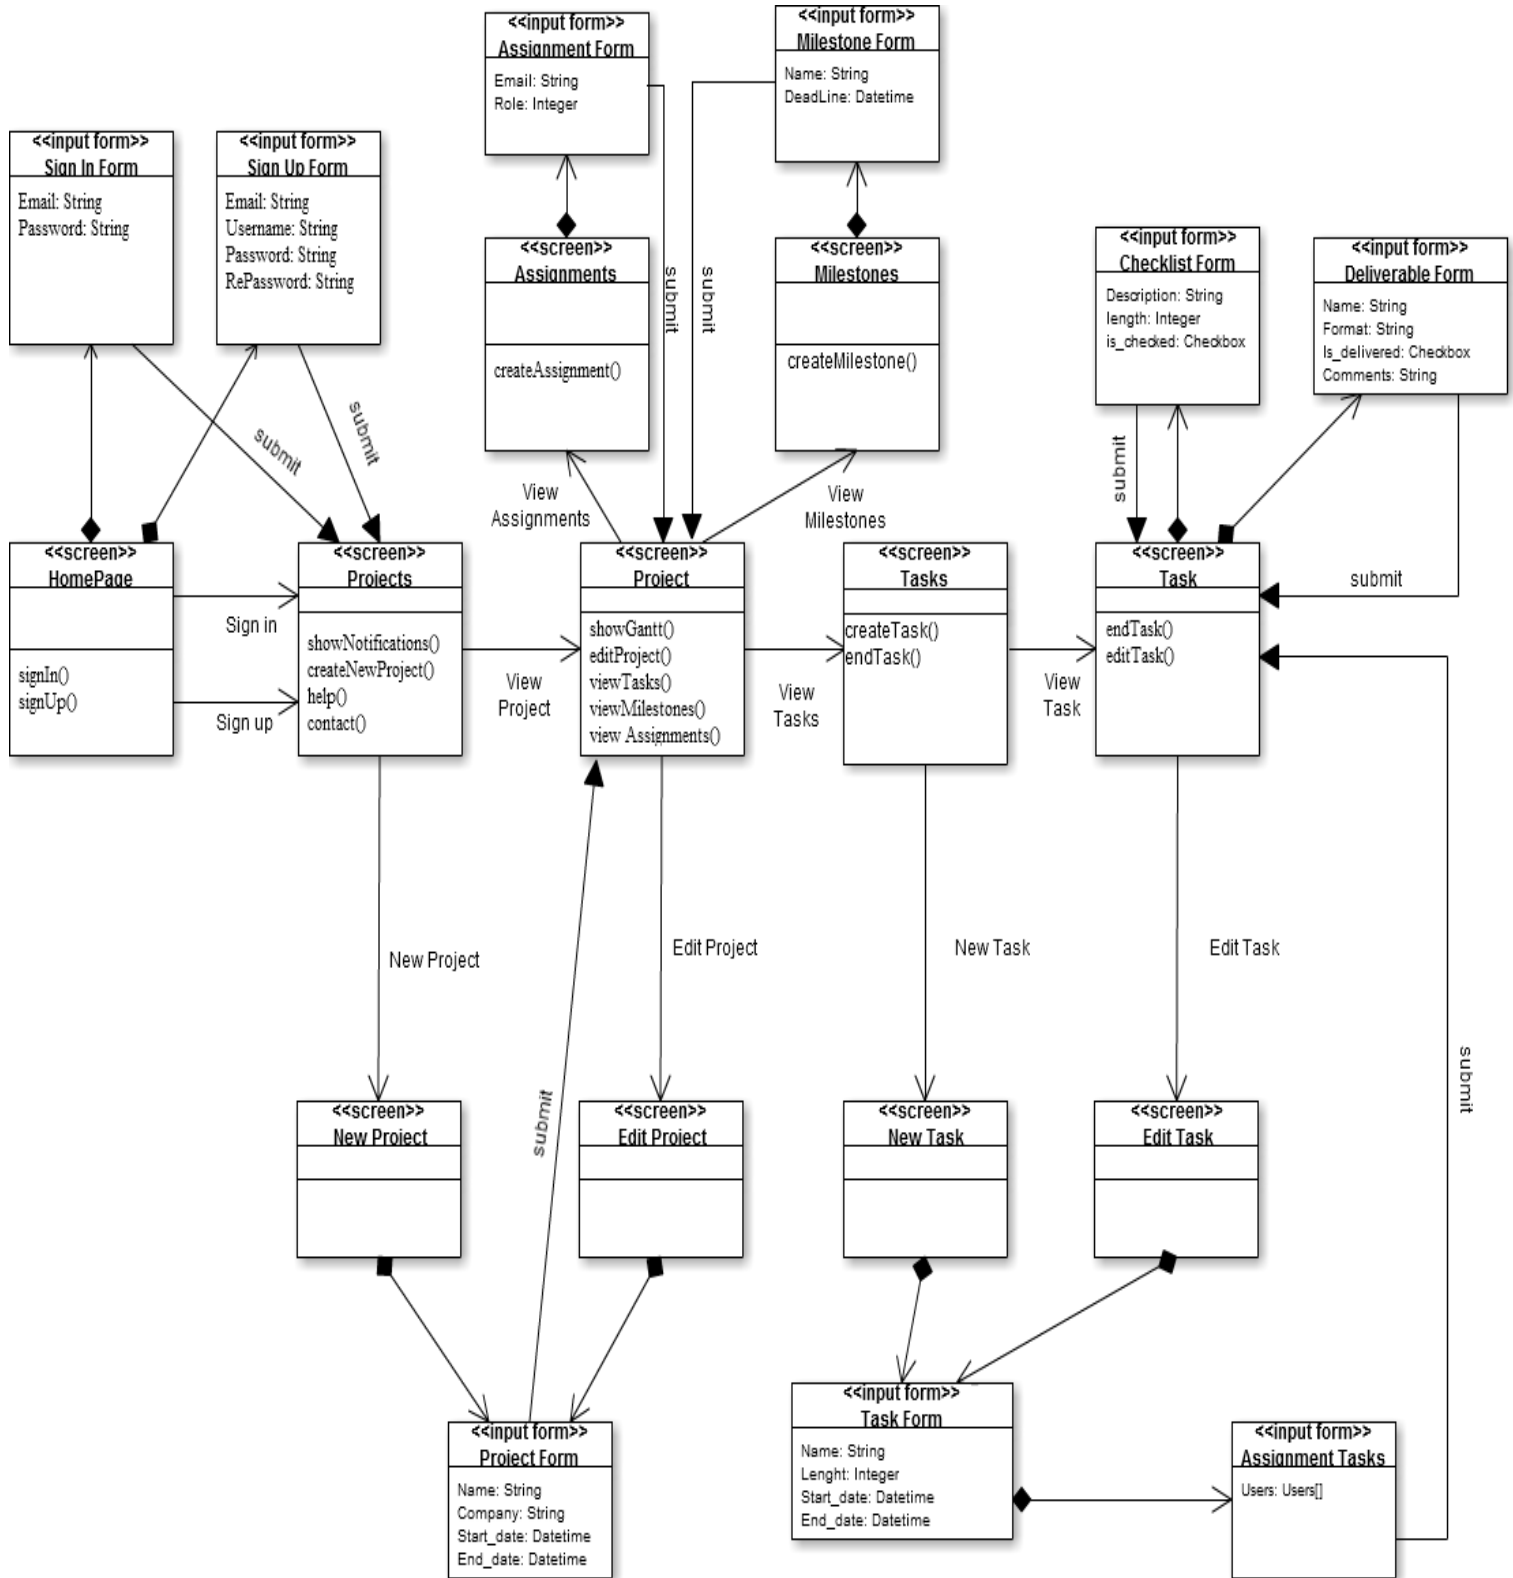 <<input form>>
Assignment Form
Email: String
Role: Integer
<<input form>>
Milestone Form
Name: String
DeadLine: Datetime
<<input form>>
Sign In Form
Email: String
Password: String
<<input form>>
Sign Up Form
Email: String
Username: String
Password: String
RePassword: String
<<screen>>
Assignments
createAssignment()
submit
submit
<<screen>>
Milestones
createMilestone()
<<input form>>
Checklist Form
Description: String
length: Integer
is_checked: Checkbox
<<input form>>
Deliverable Form
Name: String
Format: String
Is_delivered: Checkbox
Comments: String
submit
submit
View
Assignments
View
Milestones
submit
submit
<<screen>>
HomePage
signIn()
signUp()
Sign in
Sign up
<<screen>>
Projects
showNotifications()
createNewProject()
help()
contact()
View
Project
<<screen>>
Project
showGantt()
editProject()
viewTasks()
viewMilestones()
view Assignments()
View
Tasks
<<screen>>
Tasks
createTask()
endTask()
View
Task
<<screen>>
Task
endTask()
editTask()
New Project
Edit Project
New Task
Edit Task
submit
submit
<<screen>>
New Project
<<screen>>
Edit Project
<<screen>>
New Task
<<screen>>
Edit Task
<<input form>>
Project Form
Name: String
Company: String
Start_date: Datetime
End_date: Datetime
<<input form>>
Task Form
Name: String
Lenght: Integer
Start_date: Datetime
End_date: Datetime
<<input form>>
Assignment Tasks
Users: Users[]